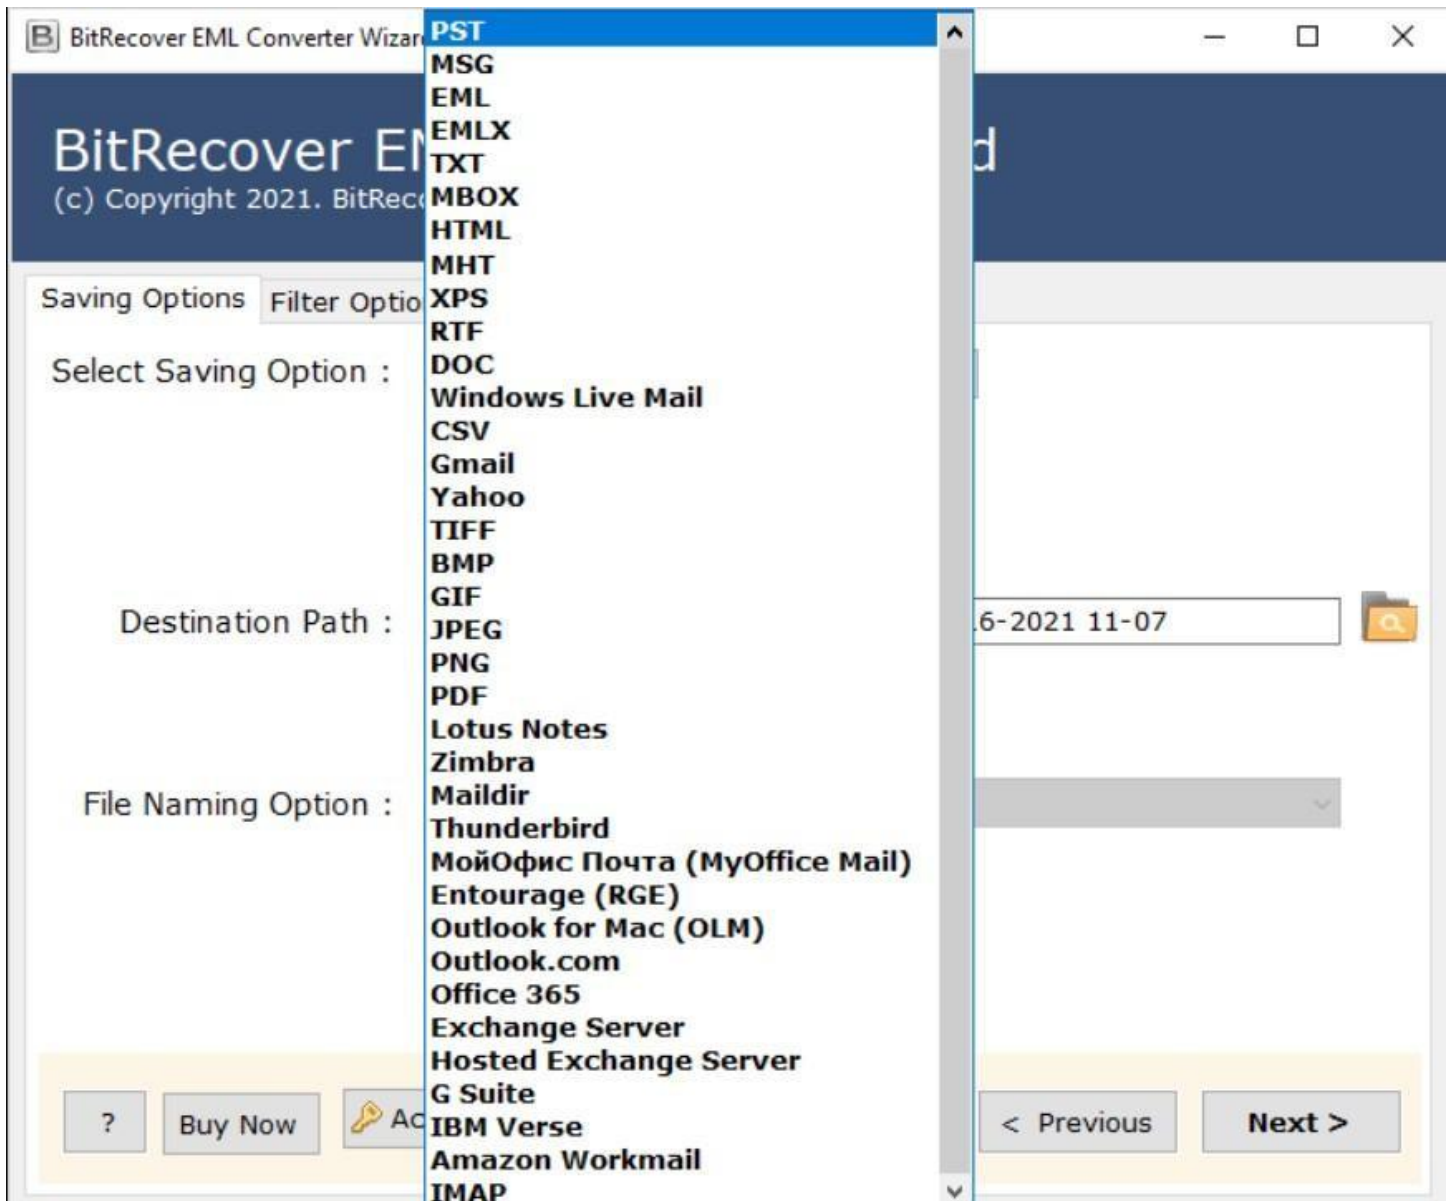 BitRecover EML Converter Wizar
BitRecover E
d
(c) Copyright 2021. BitRec
Saving Options
Filter Optio
Select Saving Option :
PST
MSG
EML
EMLX
TXT
MBOX
HTML
MHT
XPS
RTF
DOC
Windows Live Mail
CSV
Gmail
Yahoo
TIFF
BMP
GIF
JPEG
PNG
PDF
Lotus Notes
Zimbra
Maildir
Thunderbird
МойОфис Почта (MyOffice Mail)
Entourage (RGE)
Outlook for Mac (OLM)
Outlook.com
Office 365
Exchange Server
Hosted Exchange Server
G Suite
IBM Verse
Amazon Workmail
IMAP
Destination Path :
6-2021 11-07
File Naming Option :
?
Buy Now
Ac
< Previous
Next >